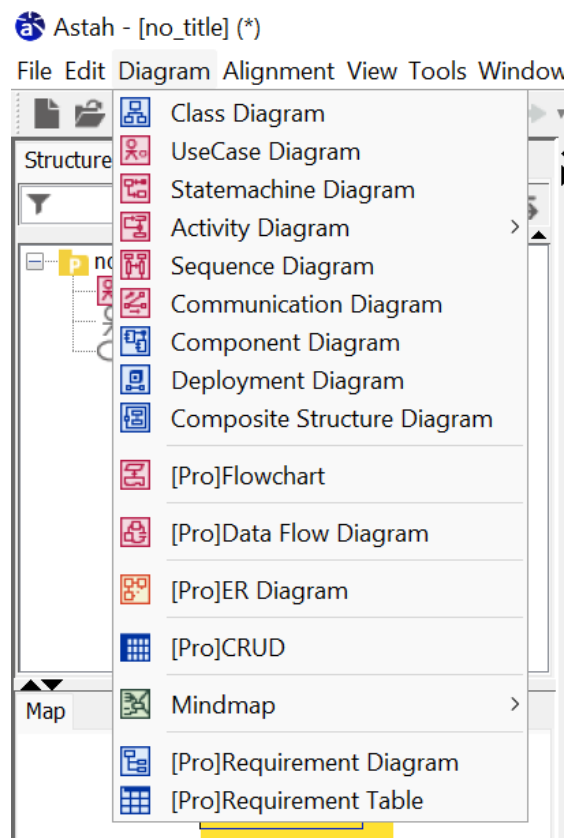 Astah - [no_title] (*)
File Edit Diagram Alignment View Tools Window
Class Diagram
Structure
UseCase Diagram
Statemachine Diagram
Activity Diagram
Sequence Diagram
Communication Diagram
Component Diagram
Deployment Diagram
Composite Structure Diagram
[Pro]Flowchart
[Pro]Data Flow Diagram
[Pro]ER Diagram
[Pro]CRUD
Mindmap
Map
[Pro]Requirement Diagram
[Pro]Requirement Table